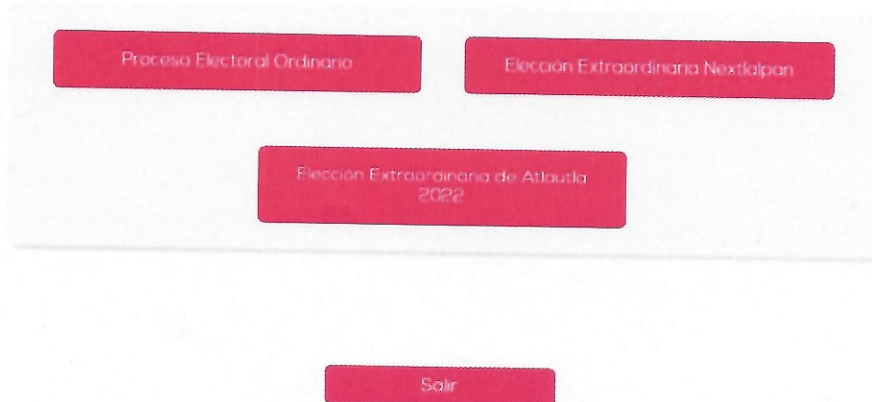 Proceso Electoral Ordinario
Elección Extraordinaria Nextlalpan
Elección Extraordinaria de Atlautla
2022
Salir